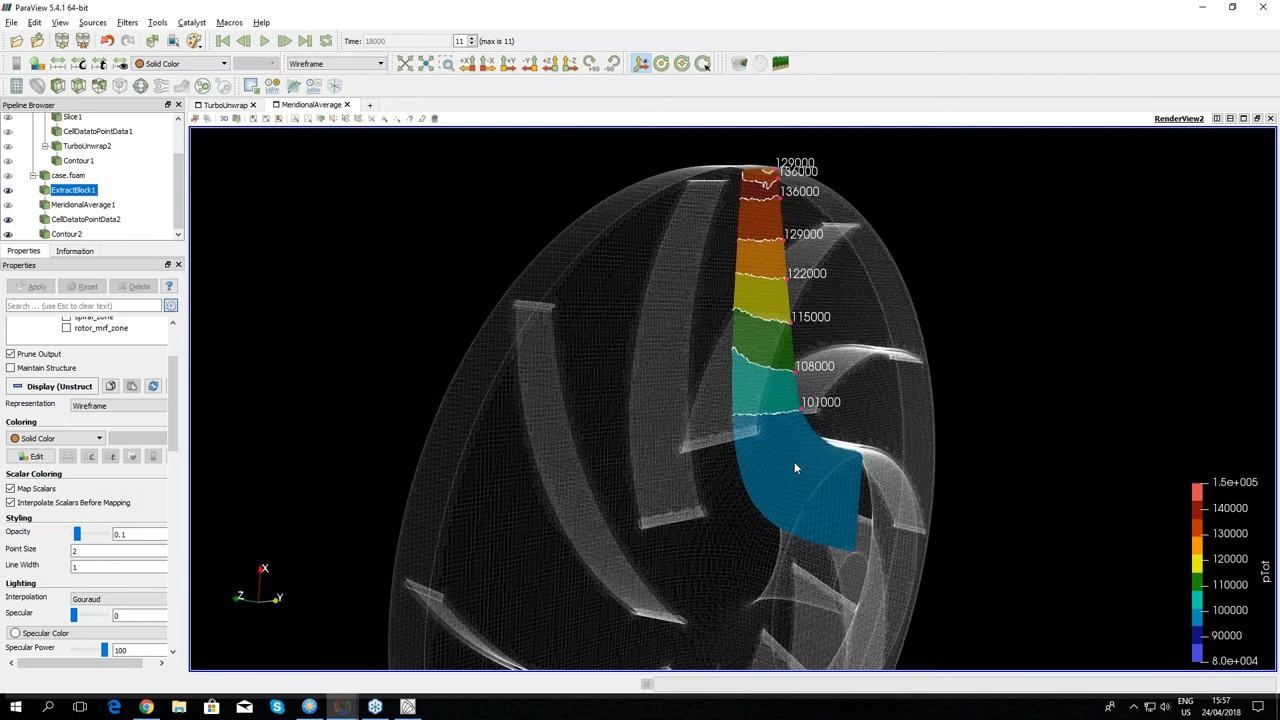 ParaView 5.4.1 64-bit
File Edit View Sources Filters Tools Catalyst Macros Help
Time: 18000 11 (max is 11)
Solid Color Wireframe
Pipeline Browser
TurboUnwrap MeridionalAverage
3D RenderView2
Slice1
CellDatatoPointData1
TurboUnwrap2
Contour1
case.foam
ExtractBlock1
MeridionalAverage1
CellDatatoPointData2
Contour2
Properties Information
Properties
Apply Reset Delete ?
Search ... (use Esc to clear text)
spiral_zone
rotor_mrf_zone
Prune Output
Maintain Structure
Display (Unstruct
Representation Wireframe
Coloring
Solid Color
Edit
Scalar Coloring
Map Scalars
Interpolate Scalars Before Mapping
Styling
Opacity 0.1
Point Size 2
Line Width 1
Lighting
Interpolation Gouraud
Specular 0
Specular Color
Specular Power 100
129000
136000
136000
129000
122000
115000
108000
101000
X
Z Y
1.5e+005
140000
120000
110000
100000
90000
8.0e+004
pTot
ENG 15:57
US 24/04/2018